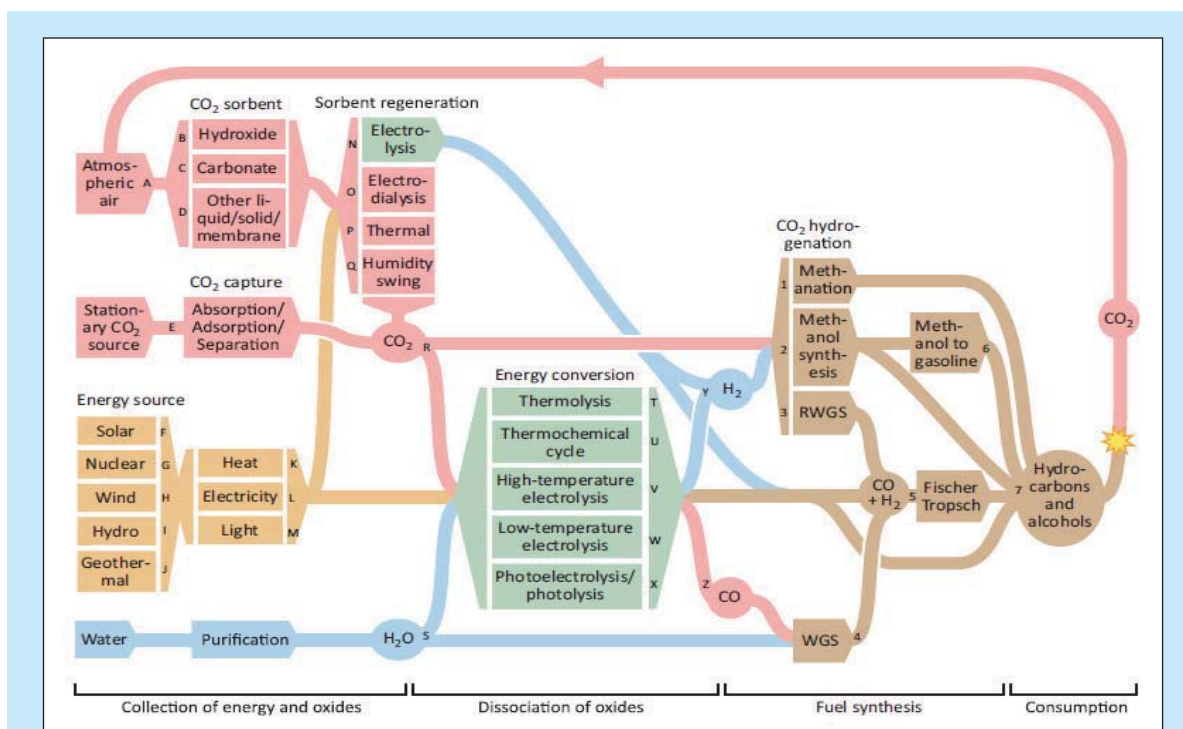 CO₂ sorbent
Sorbent regeneration
B
Hydroxide
C
Carbonate
D
Other li-
quid/solid/
membrane
Atmos-
pheric
air
A
N
Electro-
lysis
O
Electro-
dialysis
P
Thermal
Q
Humidity
swing
CO₂ capture
Station-
ary CO₂
source
E
Absorption/
Adsorption/
Separation
CO₂
R
Energy source
Solar
F
Nuclear
G
Wind
H
Hydro
I
Geother-
mal
J
Heat
K
Electricity
L
Light
M
Water
Purification
H₂O
S
Energy conversion
Thermolysis
T
Thermochemical
cycle
U
High-temperature
electrolysis
V
Low-temperature
electrolysis
W
Photoelectrolysis/
photolysis
X
Y
H₂
Z
CO
CO₂ hydro-
genation
1
Meth-
anation
2
Meth-
anol
synth-
esis
3
RWGS
Meth-
anol to
gasoline
6
CO
+ H₂
5
Fischer
Tropsch
WGS
4
7
Hydro-
carbons
and
alcohols
CO₂
Collection of energy and oxides
Dissociation of oxides
Fuel synthesis
Consumption